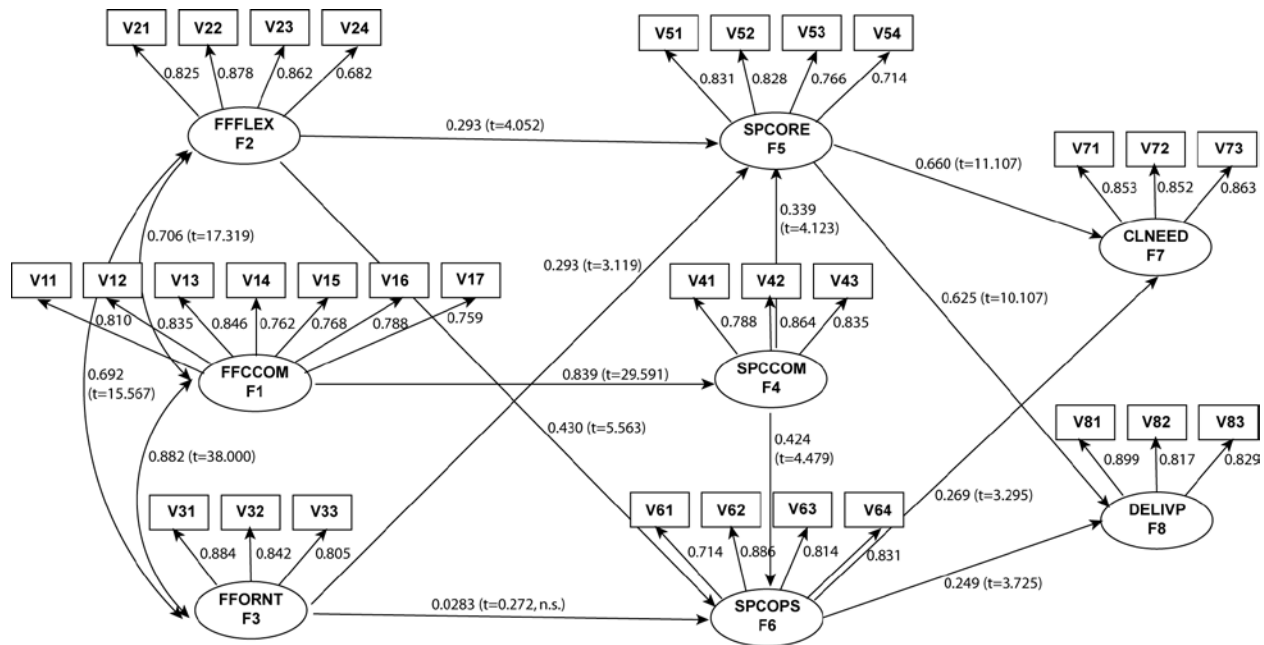 V21 V22 V23 V24
V51 V52 V53 V54
0.825 0.878 0.862 0.682
0.831 0.828 0.766 0.714
FFFLEX
F2
0.293 (t=4.052)
SPCORE
F5
V71 V72 V73
0.660 (t=11.107)
0.853 0.852 0.863
0.339
(t=4.123)
CLNEED
F7
0.706 (t=17.319)
0.293 (t=3.119)
V11 V12 V13 V14 V15 V16 V17
V41 V42 V43
0.625 (t=10.107)
0.810 0.835 0.846 0.762 0.768 0.788 0.759
0.788 0.864 0.835
FFCCOM
F1
0.839 (t=29.591)
SPCCOM
F4
0.692
(t=15.567)
0.430 (t=5.563)
0.424
(t=4.479)
V81 V82 V83
0.882 (t=38.000)
0.899 0.817 0.829
0.269 (t=3.295)
V31 V32 V33
V61 V62 V63 V64
DELIVP
F8
0.884 0.842 0.805
0.714 0.886 0.814 0.831
0.249 (t=3.725)
FFORNT
F3
0.0283 (t=0.272, n.s.)
SPCOPS
F6